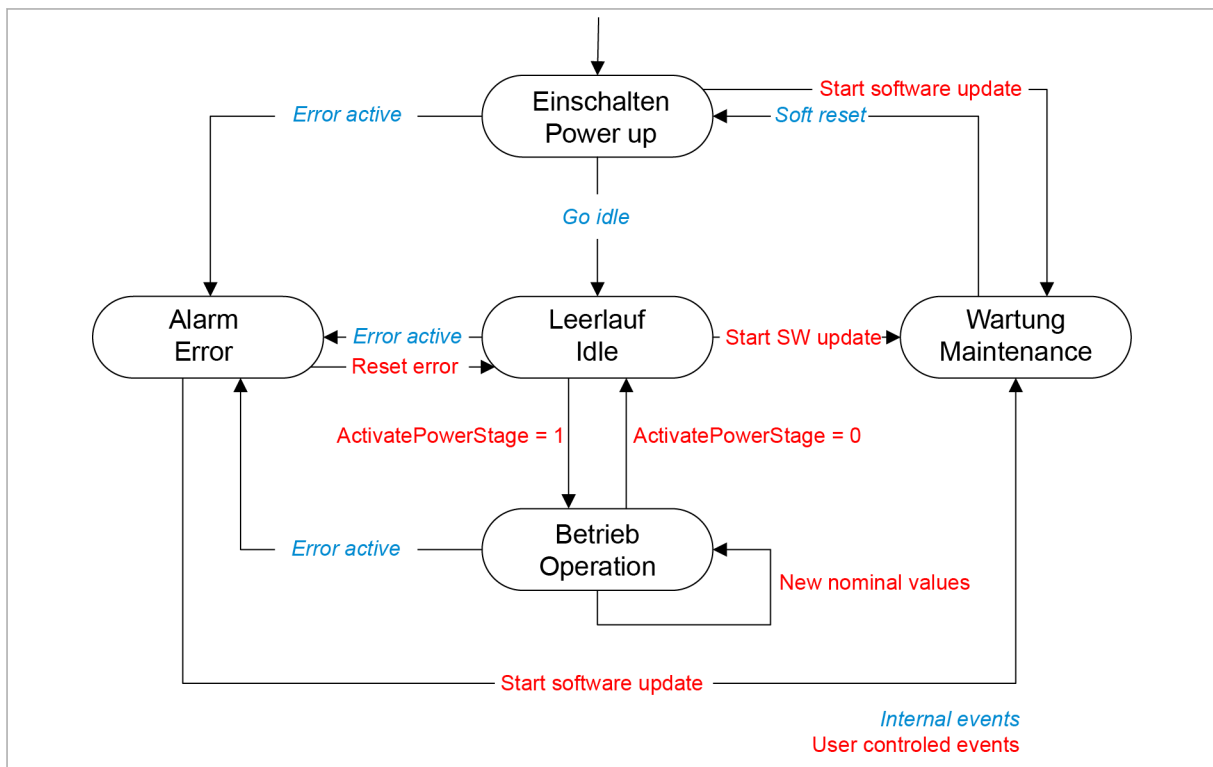 Start software update
Einschalten
Power up
Error active
Soft reset
Go idle
Alarm
Error
Error active
Reset error
Leerlauf
Idle
Start SW update
Wartung
Maintenance
ActivatePowerStage = 1
ActivatePowerStage = 0
Error active
Betrieb
Operation
New nominal values
Start software update
Internal events
User controled events